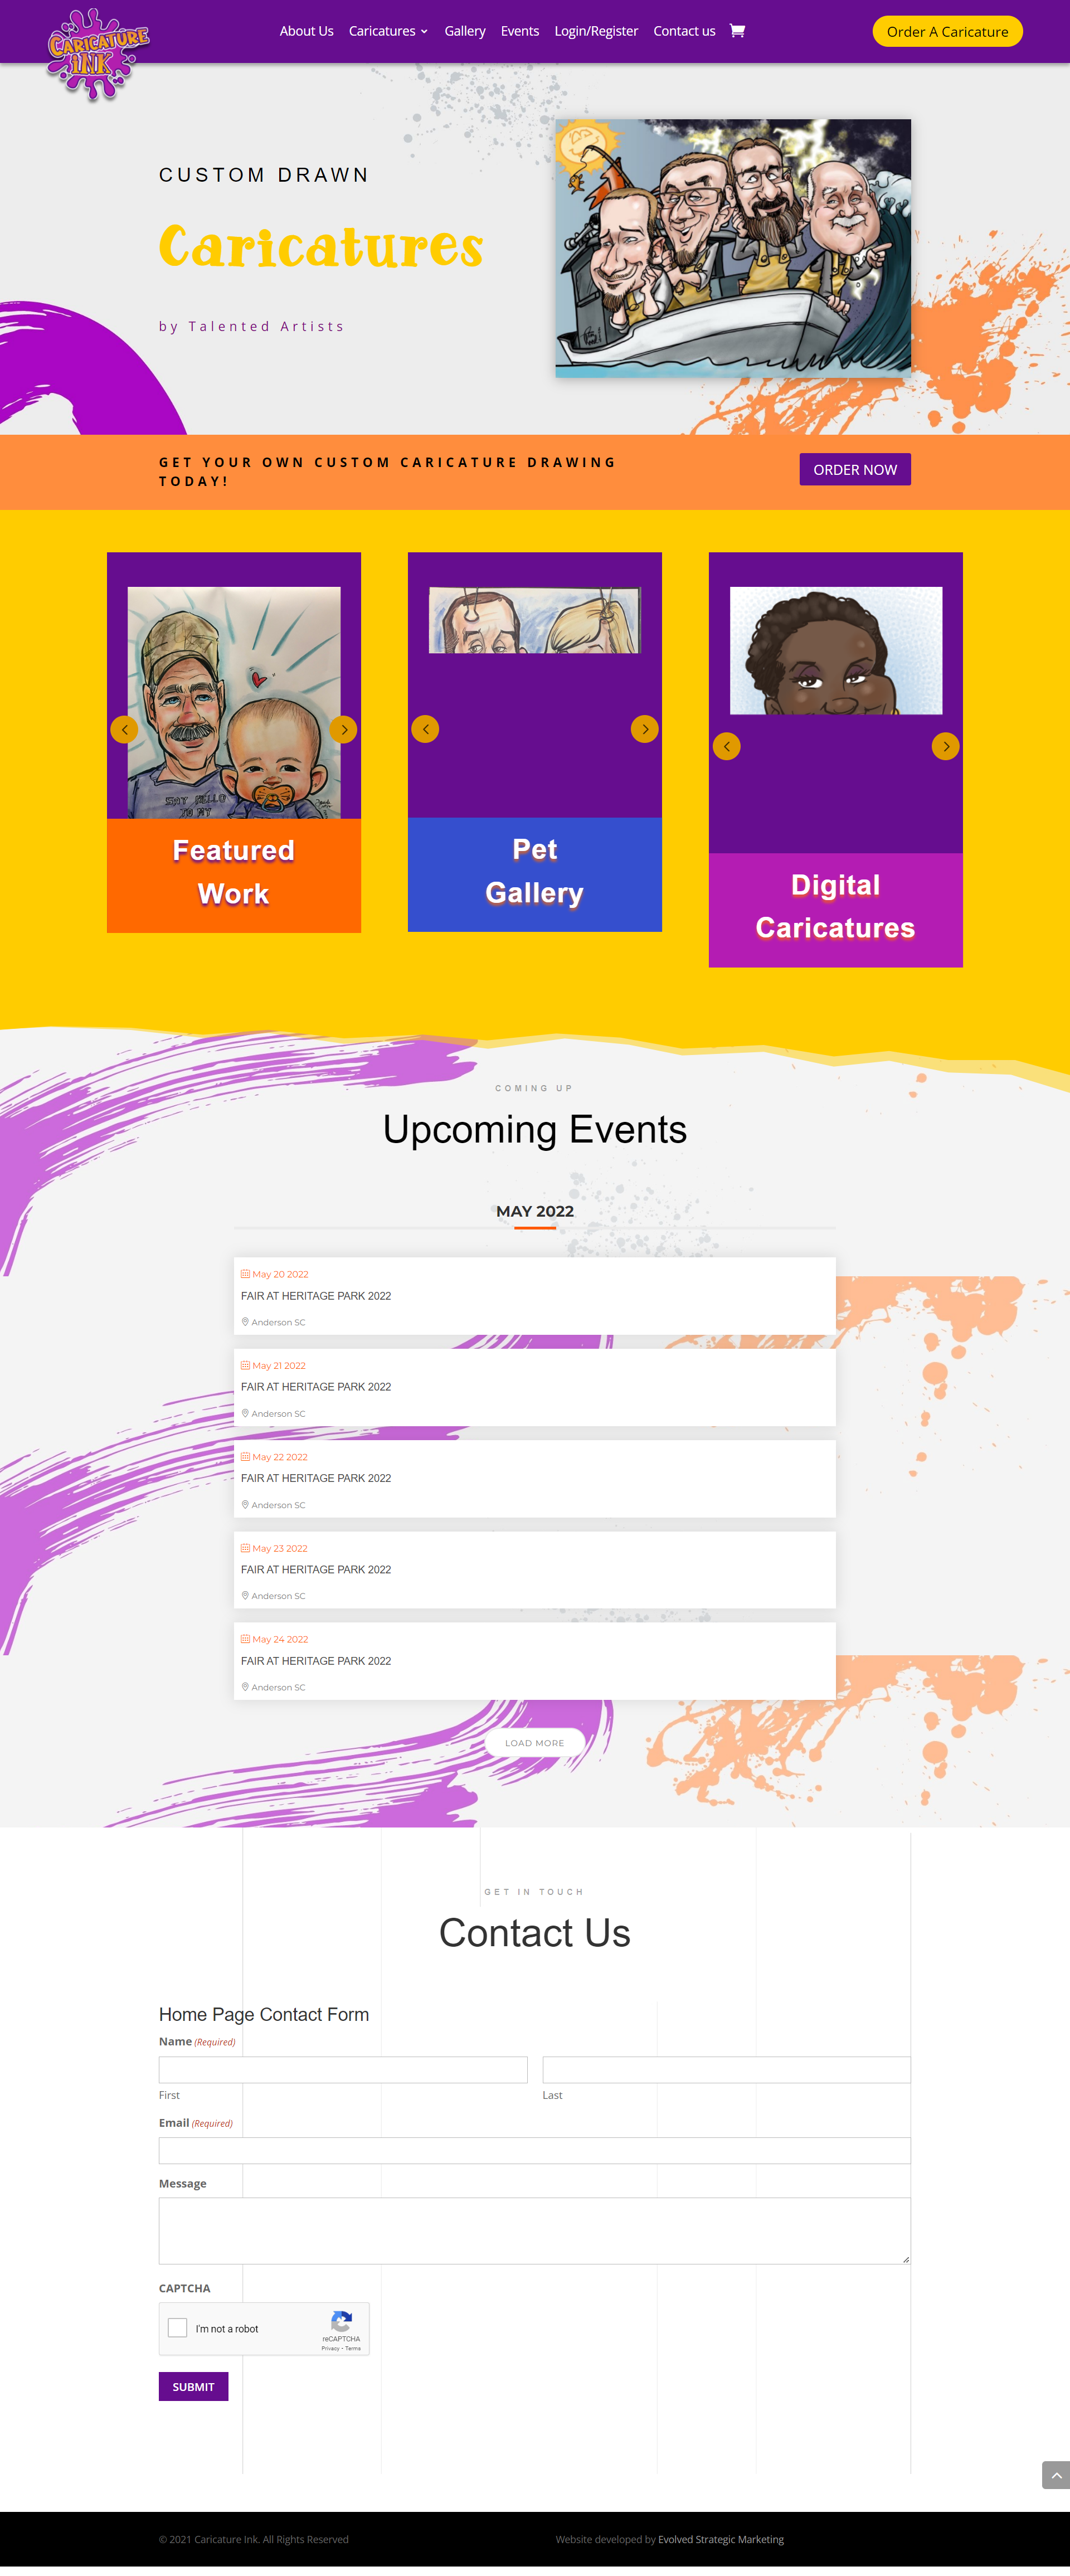 CARICATURE
INK
About Us Caricatures Gallery Events Login/Register Contact us
Order A Caricature
CUSTOM DRAWN
Caricatures
by Talented Artists
GET YOUR OWN CUSTOM CARICATURE DRAWING
TODAY!
ORDER NOW
SAY HELLO
TO MY
Featured
Work
Pet
Gallery
Digital
Caricatures
COMING UP
Upcoming Events
MAY 2022
May 20 2022
FAIR AT HERITAGE PARK 2022
Anderson SC
May 21 2022
FAIR AT HERITAGE PARK 2022
Anderson SC
May 22 2022
FAIR AT HERITAGE PARK 2022
Anderson SC
May 23 2022
FAIR AT HERITAGE PARK 2022
Anderson SC
May 24 2022
FAIR AT HERITAGE PARK 2022
Anderson SC
LOAD MORE
GET IN TOUCH
Contact Us
Home Page Contact Form
Name (Required)
First Last
Email (Required)
Message
CAPTCHA
I'm not a robot
reCAPTCHA
Privacy - Terms
SUBMIT
© 2021 Caricature Ink. All Rights Reserved
Website developed by Evolved Strategic Marketing